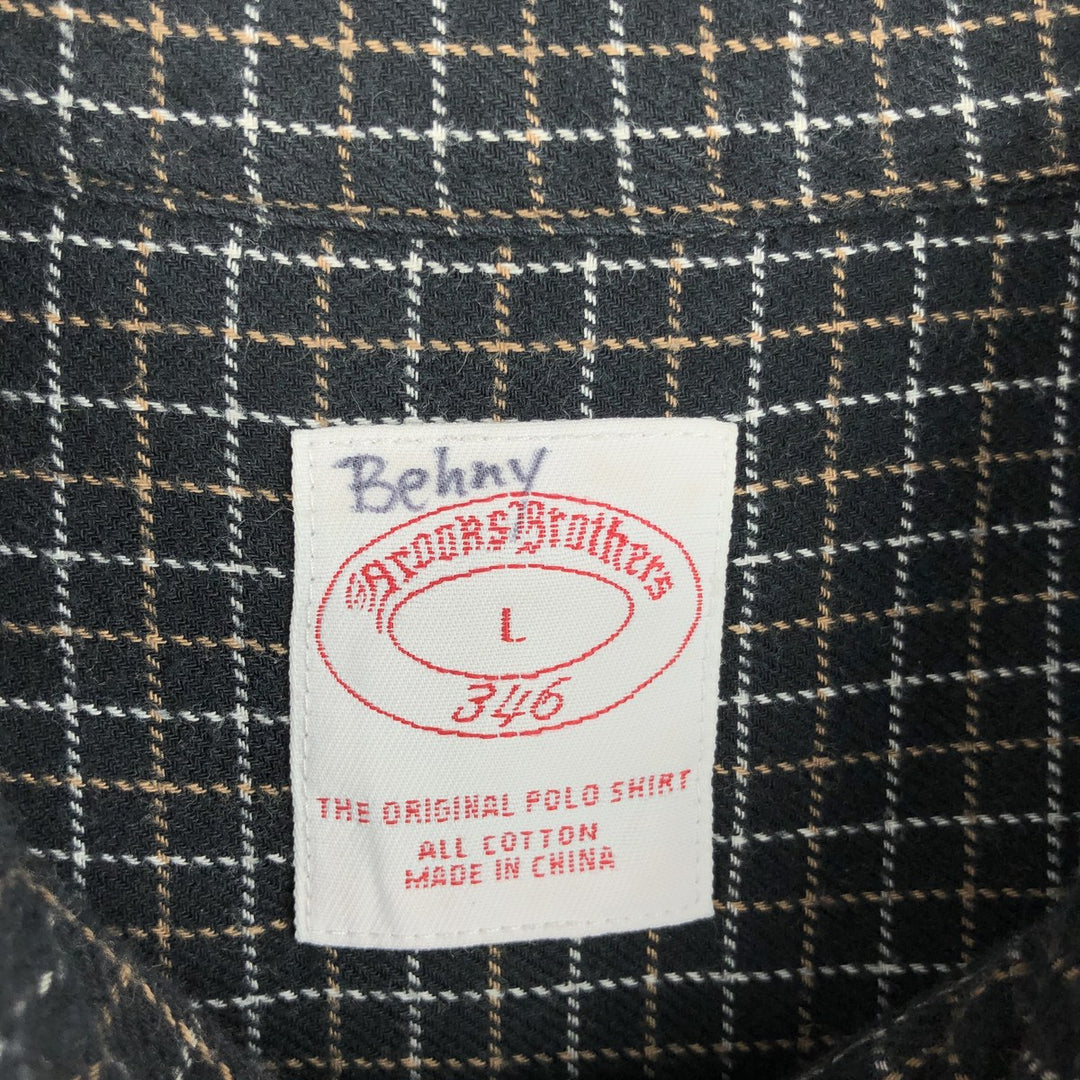 Behny
Brooks Brothers
L
346
THE ORIGINAL POLO SHIRT
ALL COTTON
MADE IN CHINA